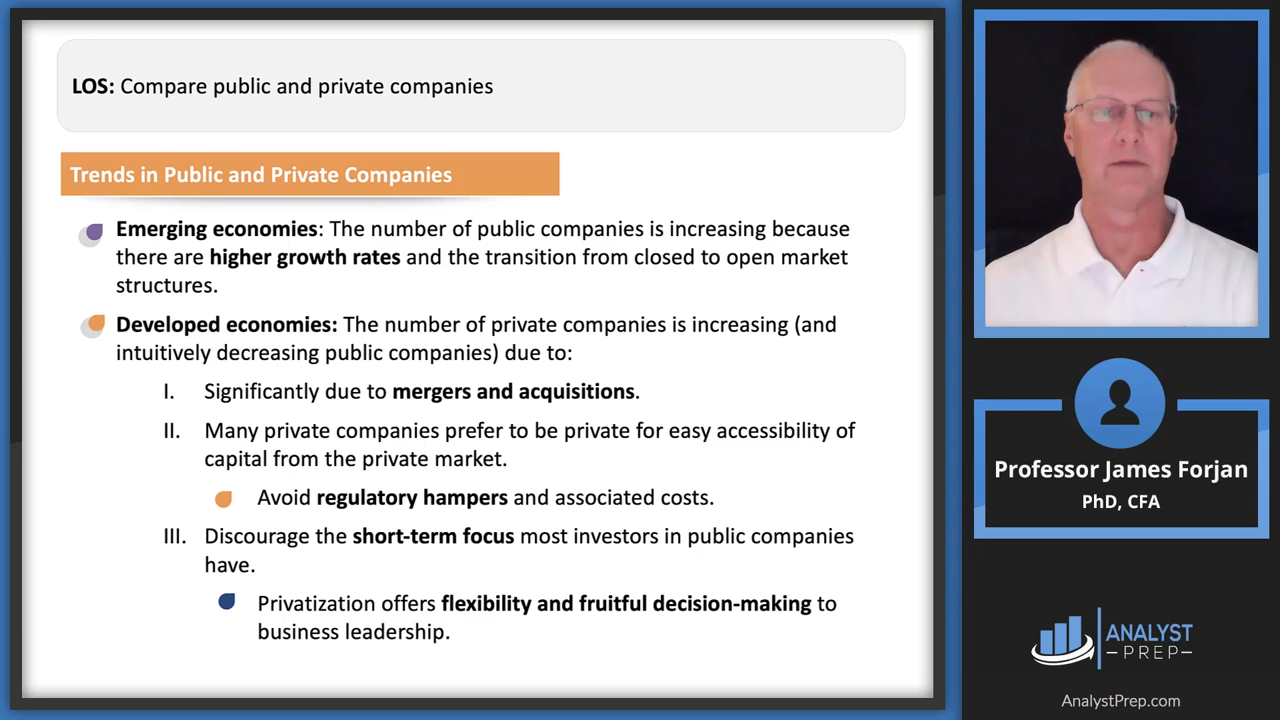 LOS: Compare public and private companies
Trends in Public and Private Companies
Emerging economies: The number of public companies is increasing because
there are higher growth rates and the transition from closed to open market
structures.
Developed economies: The number of private companies is increasing (and
intuitively decreasing public companies) due to:
I. Significantly due to mergers and acquisitions.
II. Many private companies prefer to be private for easy accessibility of
capital from the private market.
Avoid regulatory hampers and associated costs.
III. Discourage the short-term focus most investors in public companies
have.
Privatization offers flexibility and fruitful decision-making to
business leadership.
Professor James Forjan
PhD, CFA
ANALYST
PREP
AnalystPrep.com